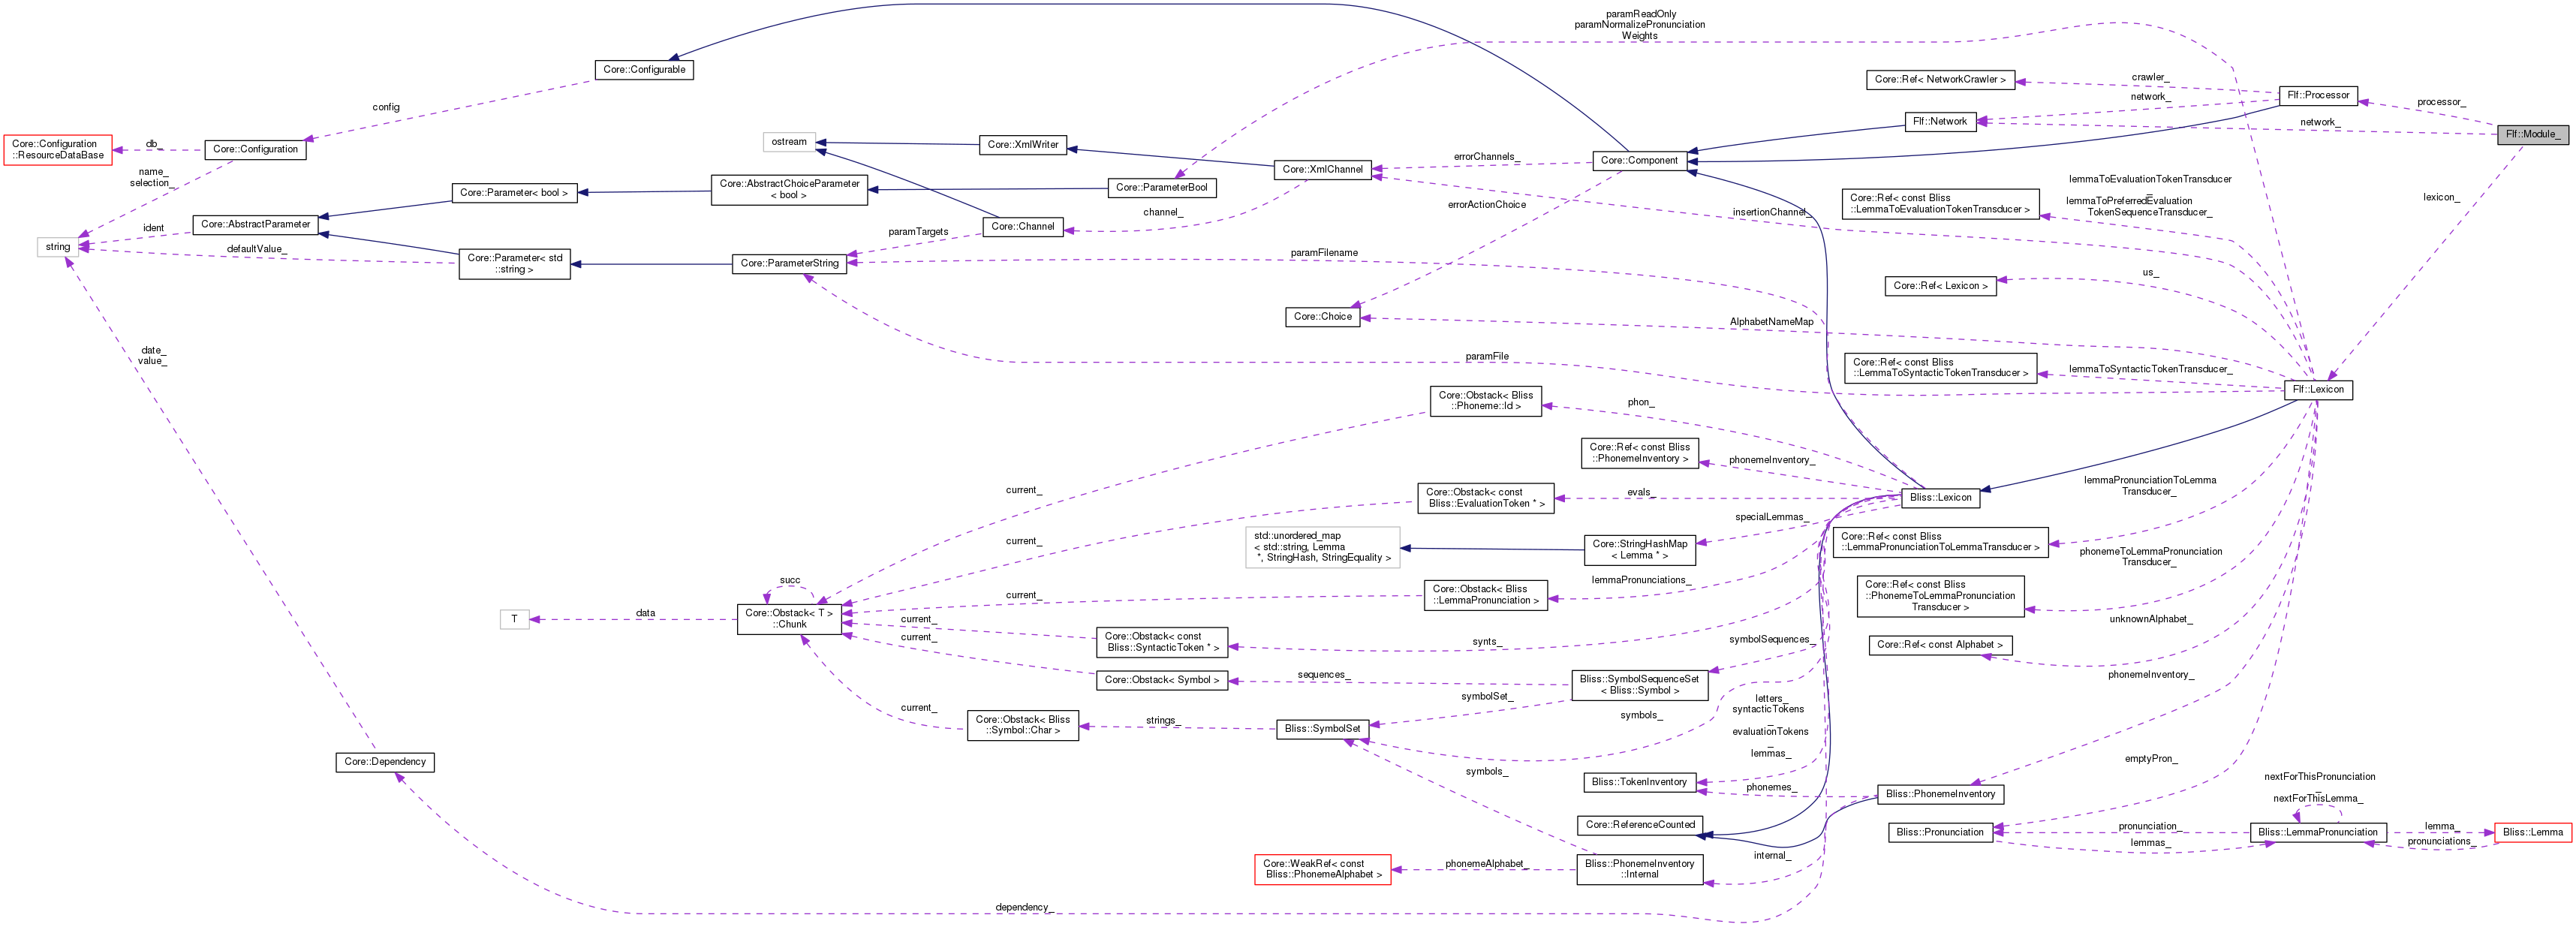 paramReadOnly
paramNormalizePronunciation
Weights
Core::Configurable
config
Core::Ref< NetworkCrawler >
crawler_
Flf::Processor
network_
processor_
Flf::Network
network_
Flf::Module_
Core::Configuration
::ResourceDataBase
db_
Core::Configuration
ostream
Core::XmlWriter
errorChannels_
Core::Component
Core::XmlChannel
name_
selection_
Core::Parameter< bool >
Core::AbstractChoiceParameter
< bool >
Core::ParameterBool
lemmaToEvaluationTokenTransducer
_
lemmaToPreferredEvaluation
TokenSequenceTransducer_
Core::Ref< const Bliss
::LemmaToEvaluationTokenTransducer >
lexicon_
errorActionChoice
channel_
insertionChannel_
string
ident
Core::AbstractParameter
defaultValue_
Core::Parameter< std
::string >
paramTargets
Core::Channel
Core::ParameterString
paramFilename
us_
Core::Ref< Lexicon >
Core::Choice
AlphabetNameMap
date_
value_
paramFile
Core::Ref< const Bliss
::LemmaToSyntacticTokenTransducer >
lemmaToSyntacticTokenTransducer_
Flf::Lexicon
Core::Obstack< Bliss
::Phoneme::Id >
phon_
Core::Ref< const Bliss
::PhonemeInventory >
phonemeInventory_
current_
Core::Obstack< const
Bliss::EvaluationToken * >
evals_
Bliss::Lexicon
lemmaPronunciationToLemma
Transducer_
specialLemmas_
std::unordered_map
< std::string, Lemma
*, StringHash, StringEquality >
Core::StringHashMap
< Lemma * >
current_
Core::Ref< const Bliss
::LemmaPronunciationToLemmaTransducer >
phonemeToLemmaPronunciation
Transducer_
succ
lemmaPronunciations_
Core::Obstack< Bliss
::LemmaPronunciation >
current_
Core::Ref< const Bliss
::PhonemeToLemmaPronunciation
Transducer >
T
data
Core::Obstack< T >
::Chunk
current_
Core::Obstack< const
Bliss::SyntacticToken * >
synts_
unknownAlphabet_
current_
symbolSequences_
Core::Ref< const Alphabet >
Core::Obstack< Symbol >
sequences_
Bliss::SymbolSequenceSet
< Bliss::Symbol >
phonemeInventory_
current_
Core::Obstack< Bliss
::Symbol::Char >
strings_
symbolSet_
Bliss::SymbolSet
symbols_
letters_
syntacticTokens
_
evaluationTokens
_
lemmas_
Core::Dependency
symbols_
emptyPron_
Bliss::TokenInventory
phonemes_
Bliss::PhonemeInventory
nextForThisPronunciation
_
nextForThisLemma_
Core::ReferenceCounted
Bliss::Pronunciation
pronunciation_
lemmas_
Bliss::LemmaPronunciation
lemma_
pronunciations_
Bliss::Lemma
internal_
Core::WeakRef< const
Bliss::PhonemeAlphabet >
phonemeAlphabet_
Bliss::PhonemeInventory
::Internal
dependency_